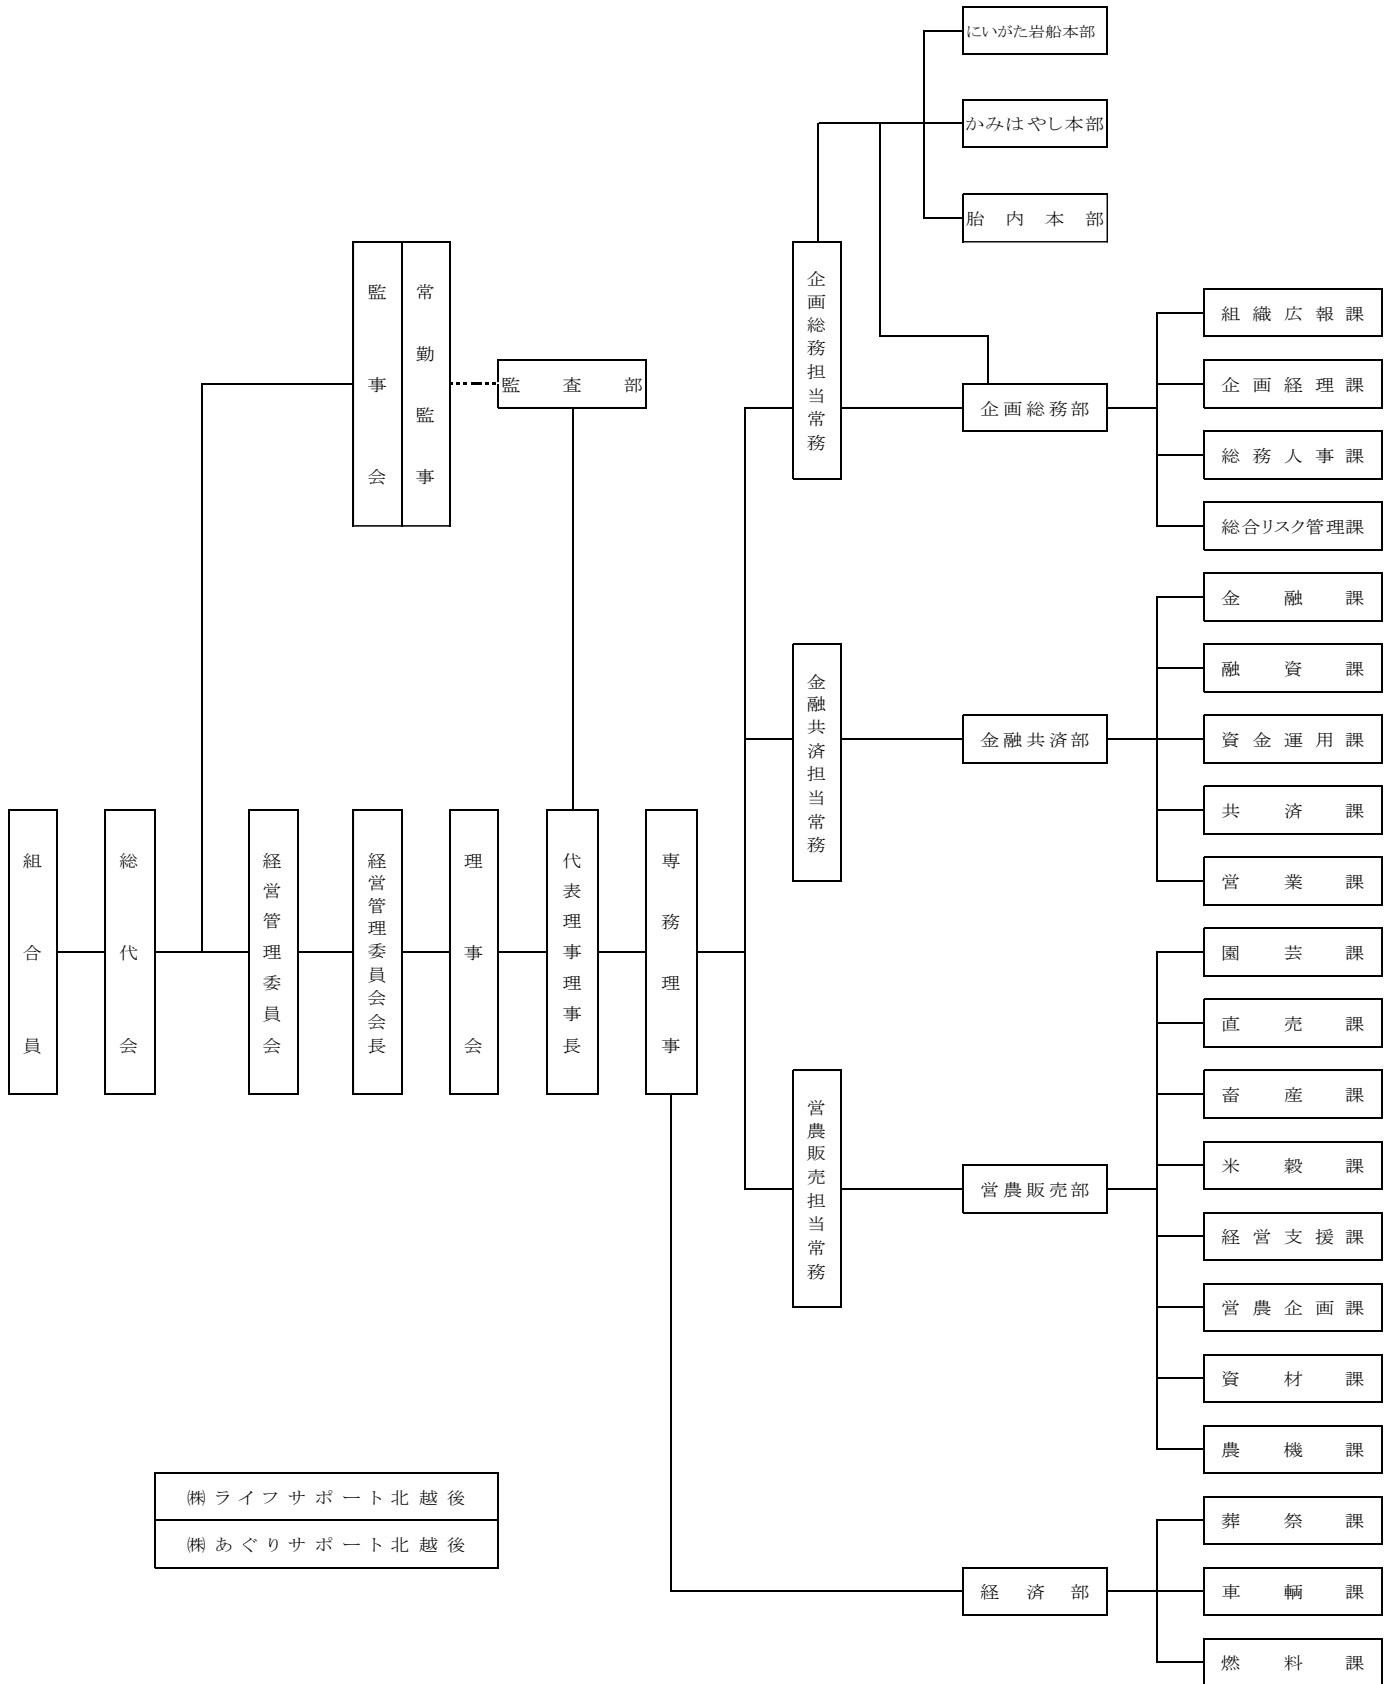 にいがた岩船本部
かみはやし本部
胎内本部
監事会
常勤監事
監査部
企画総務担当常務
企画総務部
組織広報課
企画経理課
総務人事課
総合リスク管理課
金融共済担当常務
金融共済部
金融課
融資課
資金運用課
共済課
営業課
組合員
総代会
経営管理委員会
経営管理委員会会長
理事会
代表理事理事長
専務理事
営農販売担当常務
営農販売部
園芸課
直売課
畜産課
米穀課
経営支援課
営農企画課
資材課
農機課
㈱ライフサポート北越後
㈱あぐりサポート北越後
経済部
葬祭課
車輌課
燃料課